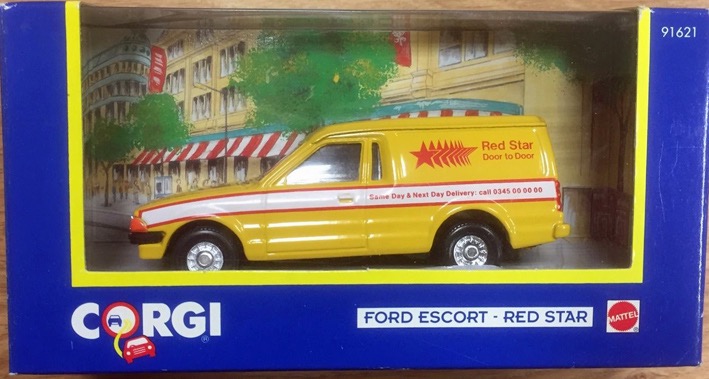 91621
Red Star
Door to Door
Same Day & Next Day Delivery: call 0345 00 00 00
CORGI
®
FORD ESCORT - RED STAR
MATTEL
®